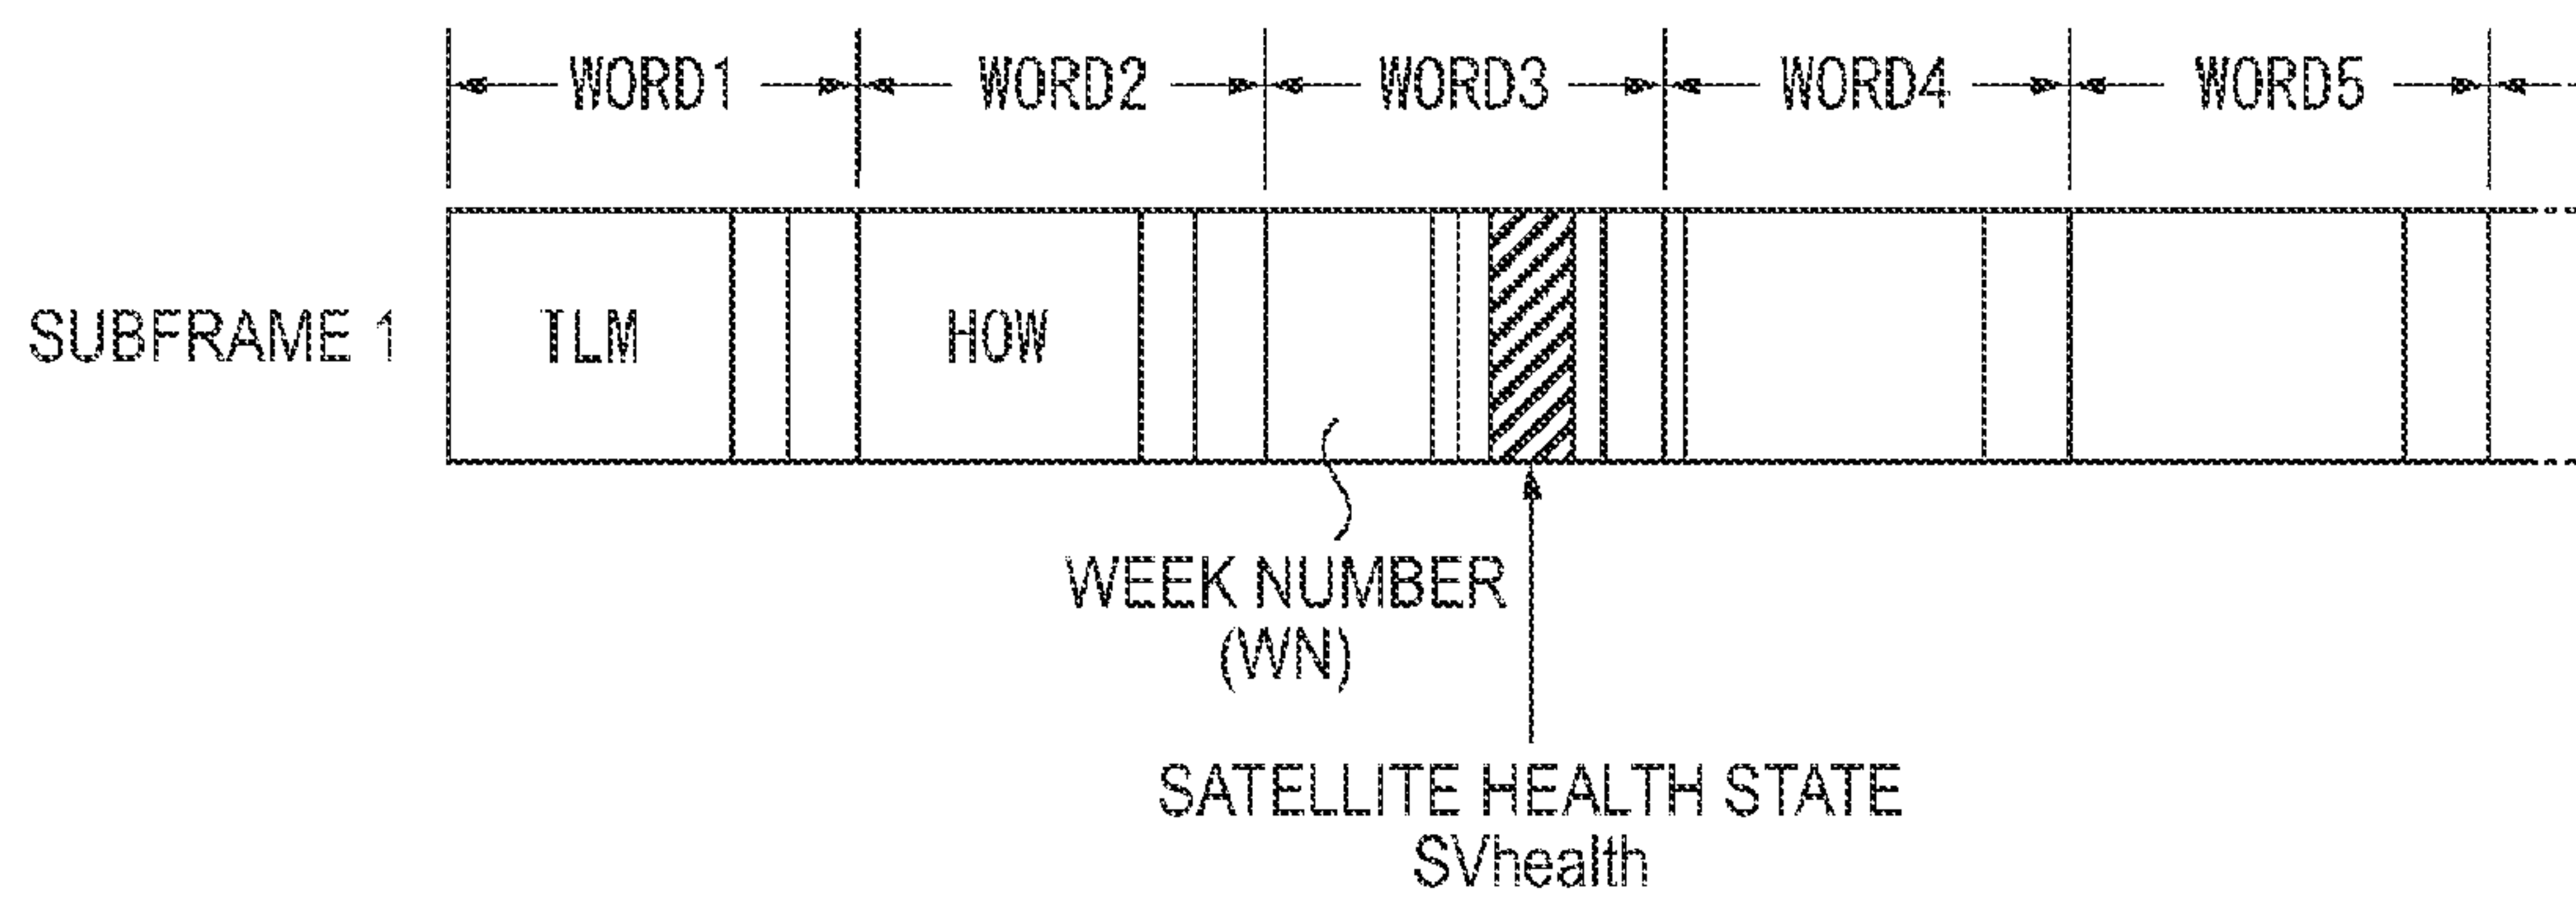 WORD1 WORD2 WORD3 WORD4 WORD5
SUBFRAME 1 TLM HOW
WEEK NUMBER
(WN)
SATELLITE HEALTH STATE
SVhealth